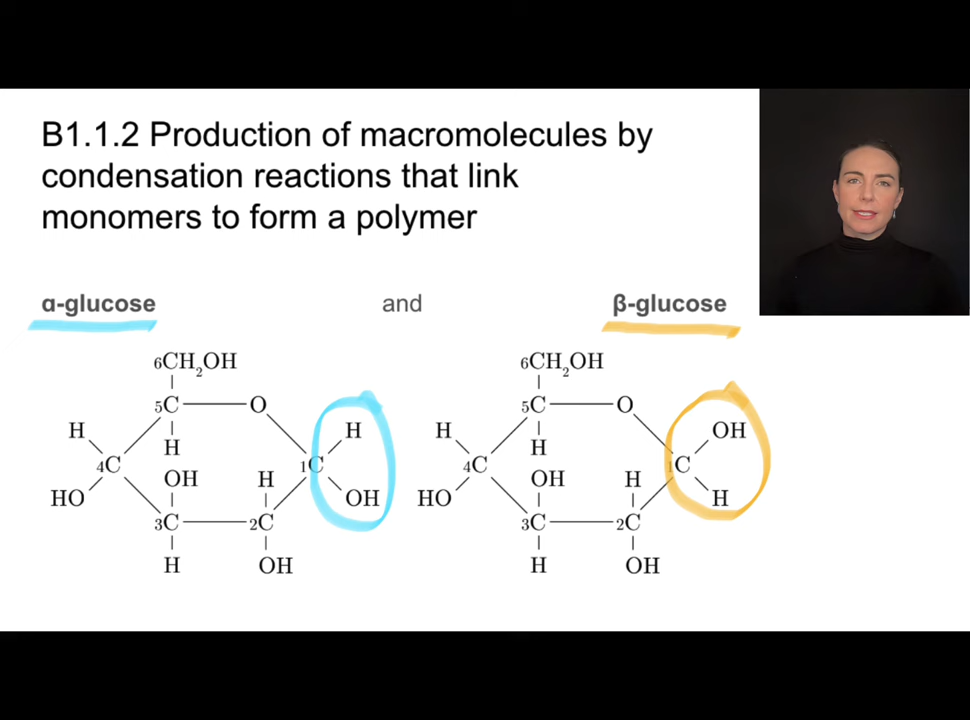 B1.1.2 Production of macromolecules by
condensation reactions that link
monomers to form a polymer
α-glucose and β-glucose
6CH2OH 6CH2OH
5C O 5C O
H H H OH
H H
4C 1C 4C 1C
OH H OH H
HO OH HO H
3C 2C 3C 2C
H OH H OH